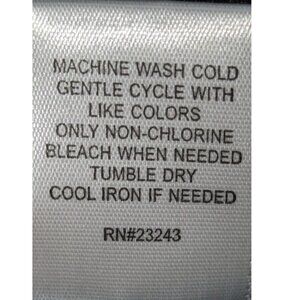 MACHINE WASH COLD
GENTLE CYCLE WITH
LIKE COLORS
ONLY NON-CHLORINE
BLEACH WHEN NEEDED
TUMBLE DRY
COOL IRON IF NEEDED
RN#23243